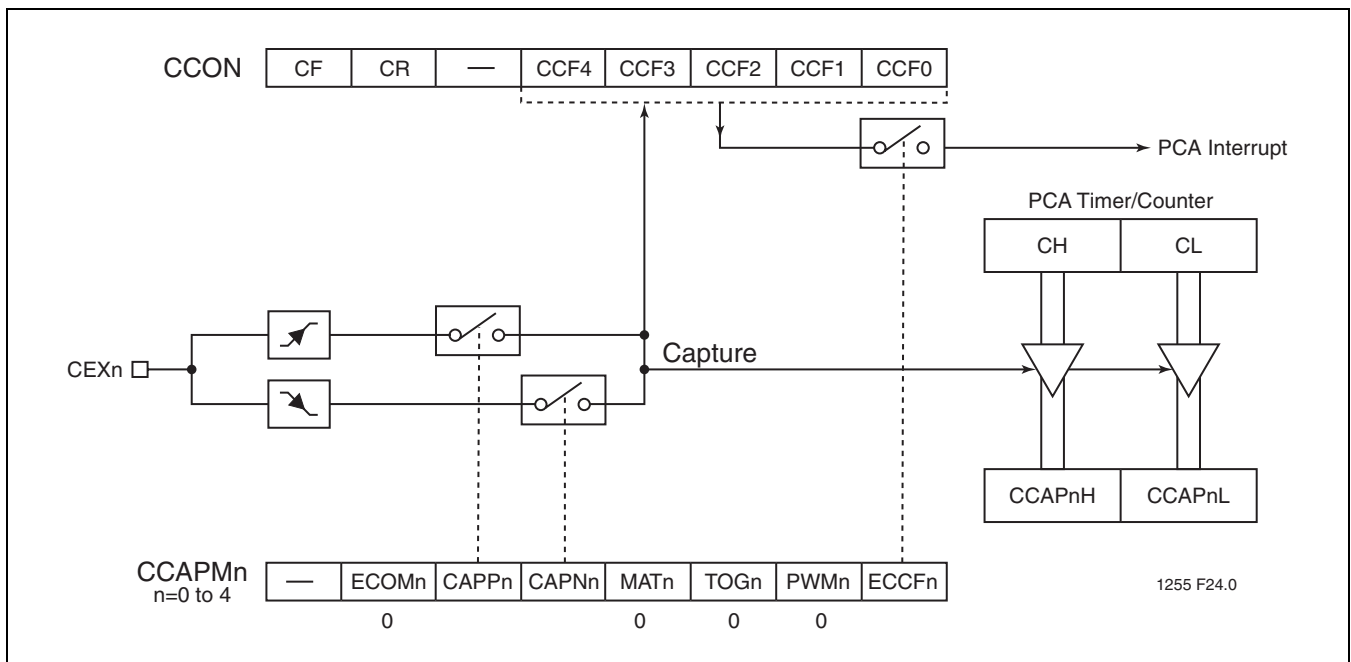 CCON CF CR — CCF4 CCF3 CCF2 CCF1 CCF0
PCA Interrupt
PCA Timer/Counter
CH CL
CEXn
Capture
CCAPnH CCAPnL
CCAPMn — ECOMn CAPPn CAPNn MATn TOGn PWMn ECCFn
n=0 to 4
0 0 0 0
1255 F24.0